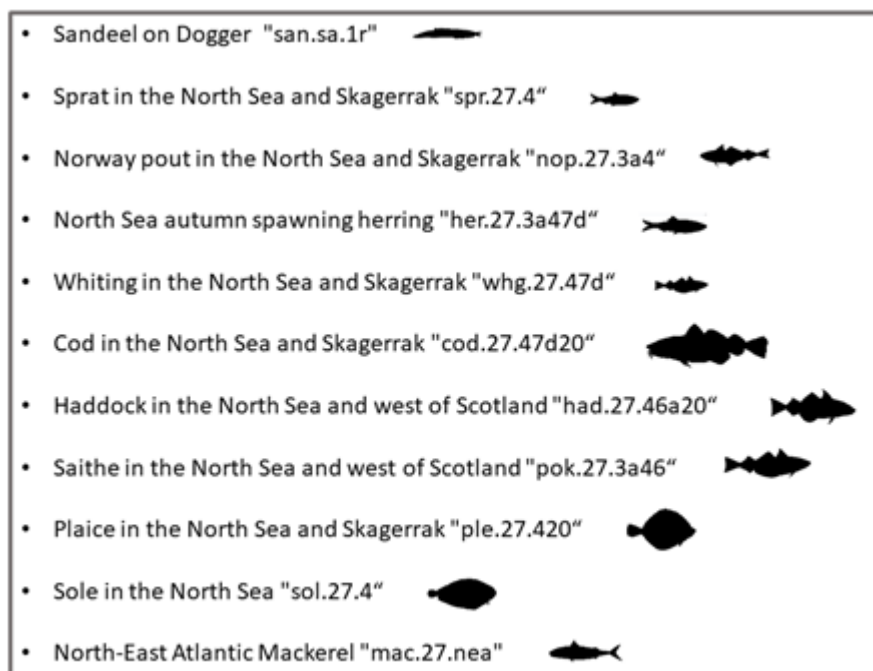 • Sandeel on Dogger "san.sa.1r"
• Sprat in the North Sea and Skagerrak "spr.27.4“
• Norway pout in the North Sea and Skagerrak "nop.27.3a4“
• North Sea autumn spawning herring "her.27.3a47d“
• Whiting in the North Sea and Skagerrak "whg.27.47d“
• Cod in the North Sea and Skagerrak "cod.27.47d20“
• Haddock in the North Sea and west of Scotland "had.27.46a20“
• Saithe in the North Sea and west of Scotland "pok.27.3a46“
• Plaice in the North Sea and Skagerrak "ple.27.420“
• Sole in the North Sea "sol.27.4“
• North-East Atlantic Mackerel "mac.27.nea"